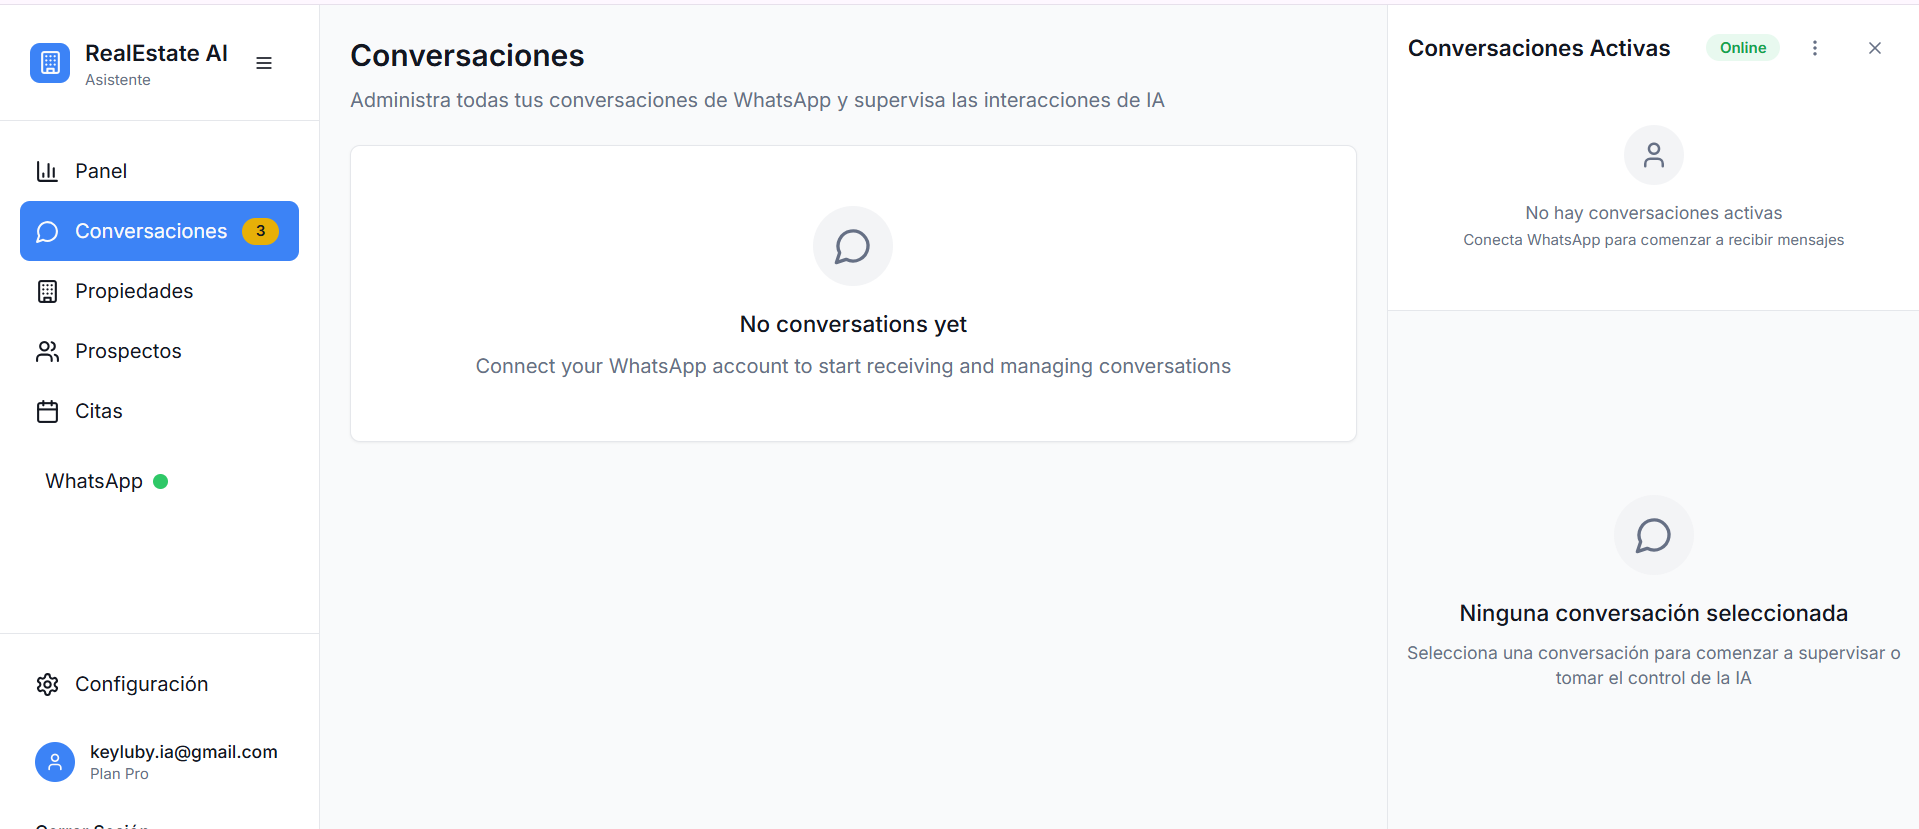 RealEstate AI
Asistente
Panel
Conversaciones 3
Propiedades
Prospectos
Citas
WhatsApp
Configuración
keyluby.ia@gmail.com
Plan Pro
Cerrar Sesión
Conversaciones
Administra todas tus conversaciones de WhatsApp y supervisa las interacciones de IA
No conversations yet
Connect your WhatsApp account to start receiving and managing conversations
Conversaciones Activas Online
No hay conversaciones activas
Conecta WhatsApp para comenzar a recibir mensajes
Ninguna conversación seleccionada
Selecciona una conversación para comenzar a supervisar o
tomar el control de la IA